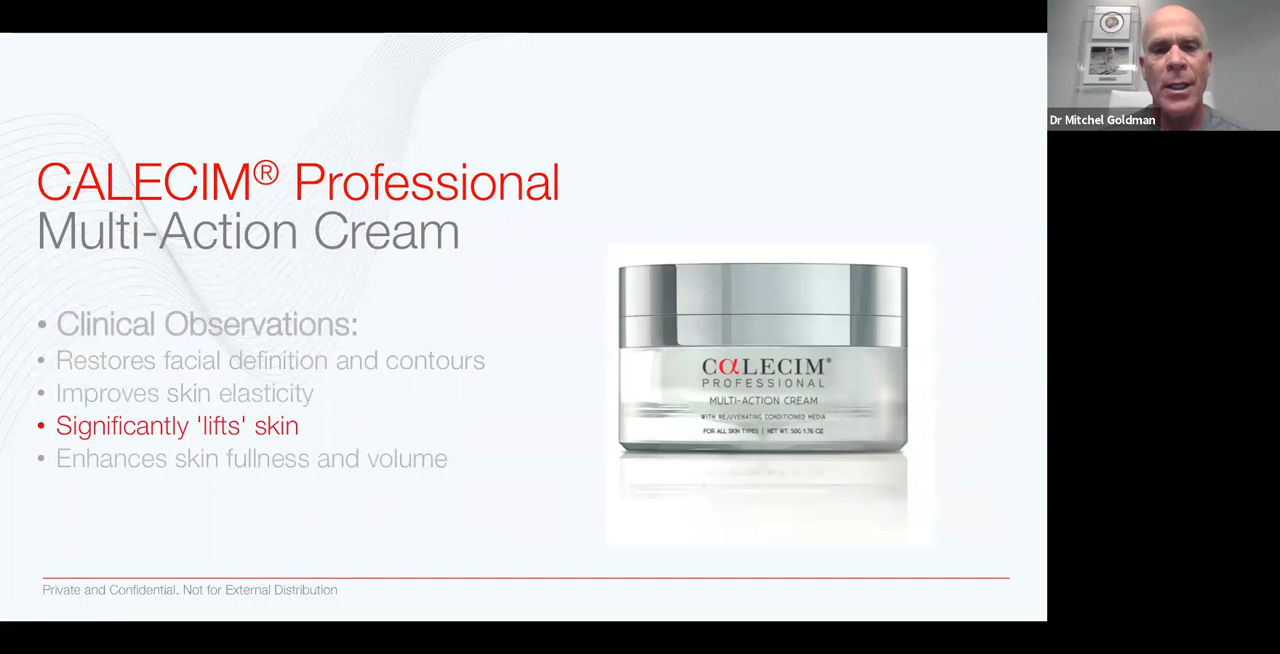 CALECIM® Professional
Multi-Action Cream
• Clinical Observations:
• Restores facial definition and contours
• Improves skin elasticity
• Significantly 'lifts' skin
• Enhances skin fullness and volume
CαLECIM®
PROFESSIONAL
MULTI-ACTION CREAM
WITH REJUVENATING CONDITIONED MEDIA
FOR ALL SKIN TYPES | NET WT. 50G 1.76 OZ
Private and Confidential. Not for External Distribution
Dr Mitchel Goldman